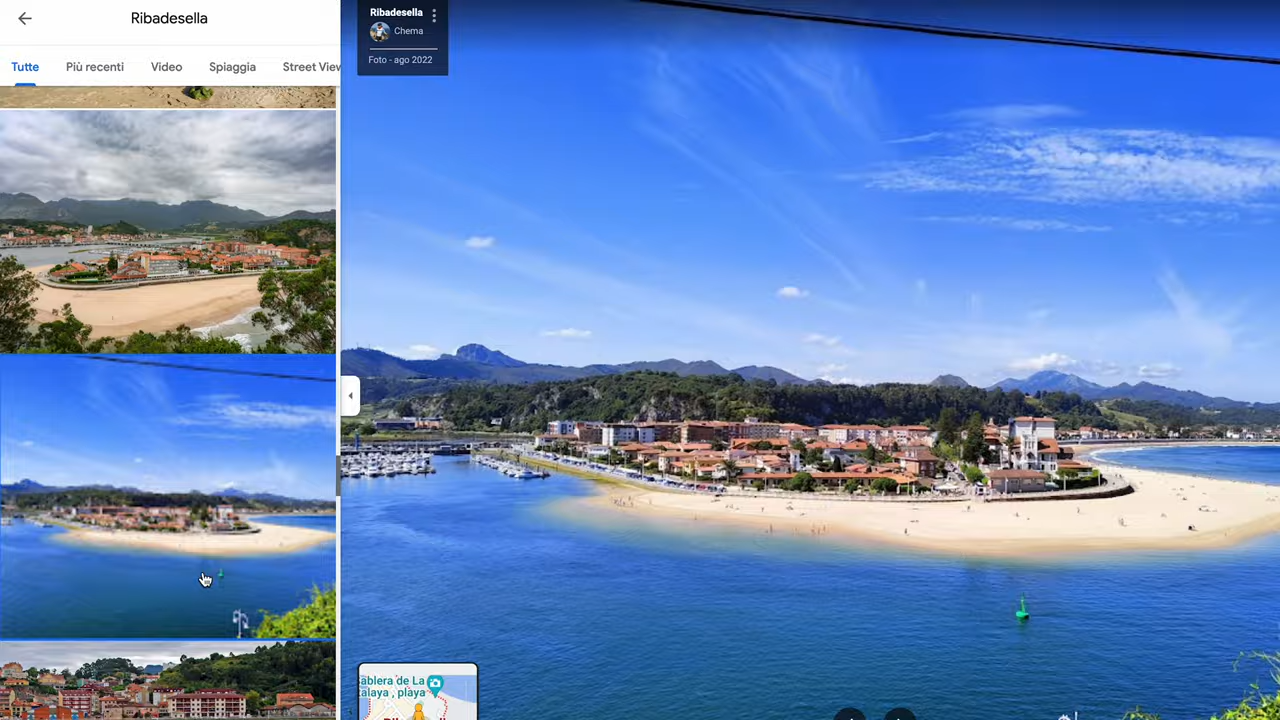 Ribadesella
Tutte
Più recenti
Video
Spiaggia
Street View
Ribadesella
Chema
Foto - ago 2022
ablera de La
alaya , playa